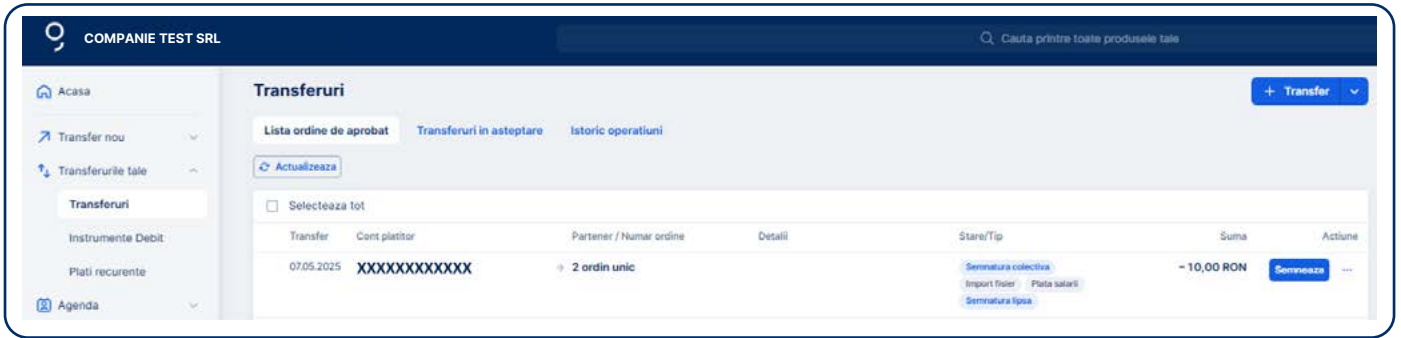 COMPANIE TEST SRL
Cauta printre toate produsele tale
Acasa
Transfer nou
Transferurile tale
Transferuri
Instrumente Debit
Plati recurente
Agenda
Transferuri
+ Transfer
Lista ordine de aprobat Transferuri in asteptare Istoric operatiuni
Actualizeaza
Selecteaza tot
Transfer Cont platitor Partener / Numar ordine Detalii Stare/Tip Suma Actiune
07.05.2025 XXXXXXXXXXXX 2 ordin unic Semnatura colectiva - 10,00 RON Semneaza ...
Import fisier Plata salarii
Semnatura lipsa